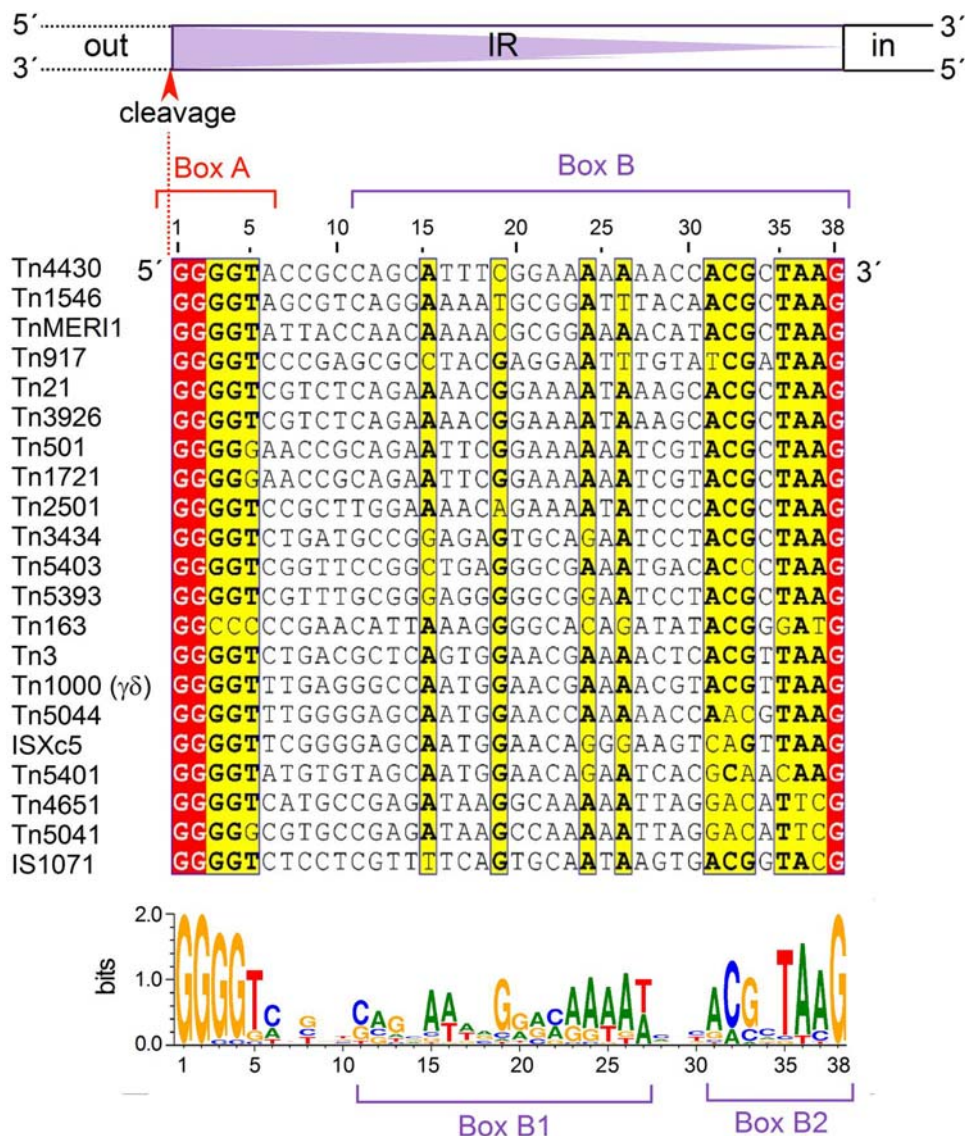 5´ 3´
out IR in
3´ 5´
cleavage
Box A Box B
1 5 10 15 20 25 30 35 38
Tn4430 5´ GGGGTACCGCCAGCATTTCGGAAAAAAACCACGCTAAG 3´
Tn1546 GGGGTAGCGTCAGGAAAATGCGGATTTACAACGCTAAG
TnMERI1 GGGGTATTACCAACAAAACGCGGAAAACATACGCTAAG
Tn917 GGGGTCCCGAGCGCCTACGAGGAATTTGTATCGATAAG
Tn21 GGGGTCGTCTCAGAAAACGGAAAATAAAGCACGCTAAG
Tn3926 GGGGTCGTCTCAGAAAACGGAAAATAAAGCACGCTAAG
Tn501 GGGGGAACCGCAGAATTCGGAAAAAATCGTACGCTAAG
Tn1721 GGGGGAACCGCAGAATTCGGAAAAAATCGTACGCTAAG
Tn2501 GGGGTCCGCTTGGAAAACAGAAAATATCCCACGCTAAG
Tn3434 GGGGTCTGATGCCGGAGAGTGCAGAATCCTACGCTAAG
Tn5403 GGGGTCGGTTCCGGCTGAGGGCGAAATGACACCCTAAG
Tn5393 GGGGTCGTTTGCGGGAGGGGGCGGAATCCTACGCTAAG
Tn163 GGCCCCCGAACATTAAAGGGGCACAGATATACGGGATG
Tn3 GGGGTCTGACGCTCAGTGGAACGAAAACTCACGTTAAG
Tn1000 (γδ) GGGGTTTGAGGGCCAATGGAACGAAAACGTACGTTAAG
Tn5044 GGGGTTTGGGGAGCAATGGAACCAAAAACCAACGTAAG
ISXc5 GGGGTTCGGGGAGCAATGGAACAGGGAAGTCAGTTAAG
Tn5401 GGGGTATGTGTAGCAATGGAACAGAATCACGCAACAAG
Tn4651 GGGGTCATGCCGAGATAAGGCAAAAATTAGGACATTCG
Tn5041 GGGGGCGTGCCGAGATAAGCCAAAAATTAGGACATTCG
IS1071 GGGGTCTCCTCGTTTTCAGTGCAATAAGTGACGGTACG
2.0
bits
1.0
0.0
1 5 10 15 20 25 30 35 38
Box B1 Box B2